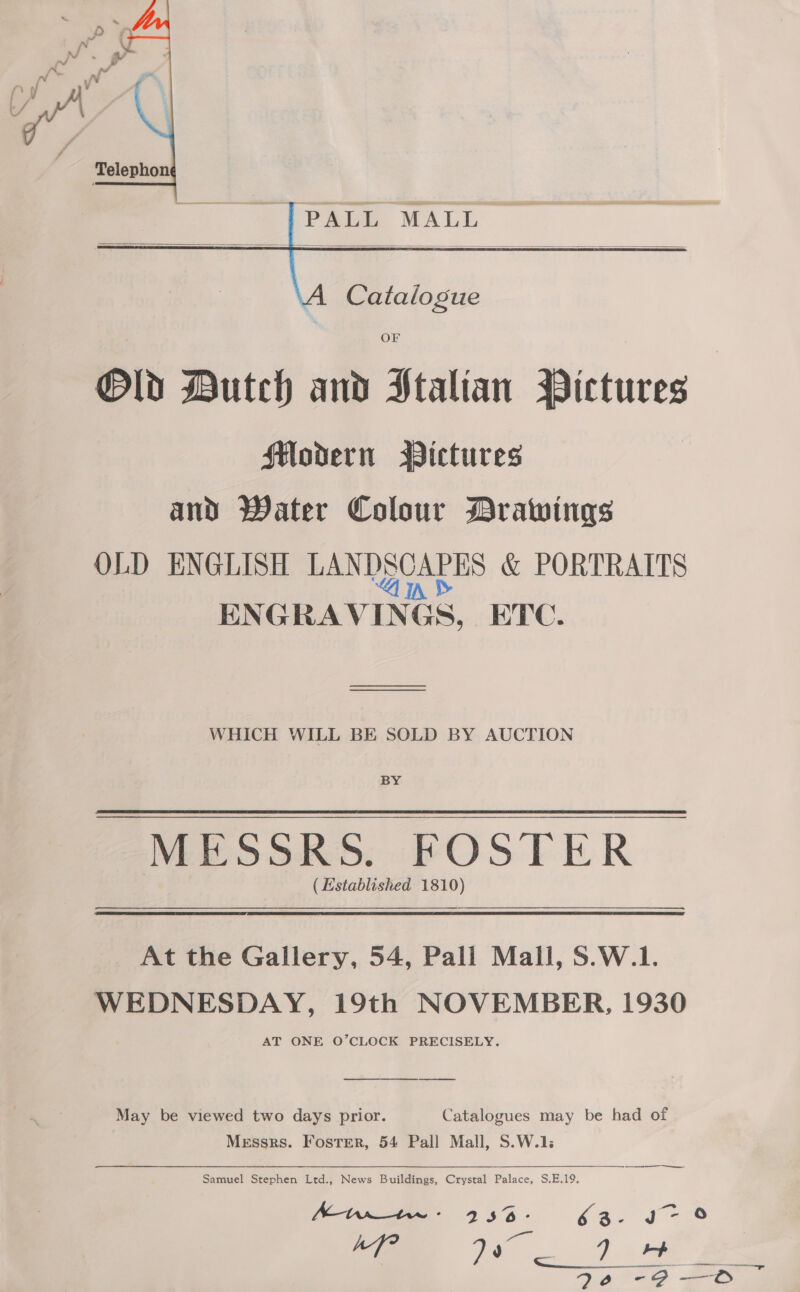 Telephone
PALL MALL
A Catalogue
OF
Old Dutch and Italian Pictures
Modern Pictures
and Water Colour Drawings
OLD ENGLISH LANDSCAPES & PORTRAITS
ENGRAVINGS, ETC.
WHICH WILL BE SOLD BY AUCTION
BY
MESSRS. FOSTER
(Established 1810)
At the Gallery, 54, Pall Mall, S.W.1.
WEDNESDAY, 19th NOVEMBER, 1930
AT ONE O'CLOCK PRECISELY.
May be viewed two days prior. Catalogues may be had of
Messrs. Foster, 54 Pall Mall, S.W.1.
Samuel Stephen Ltd., News Buildings, Crystal Palace, S.E.19.